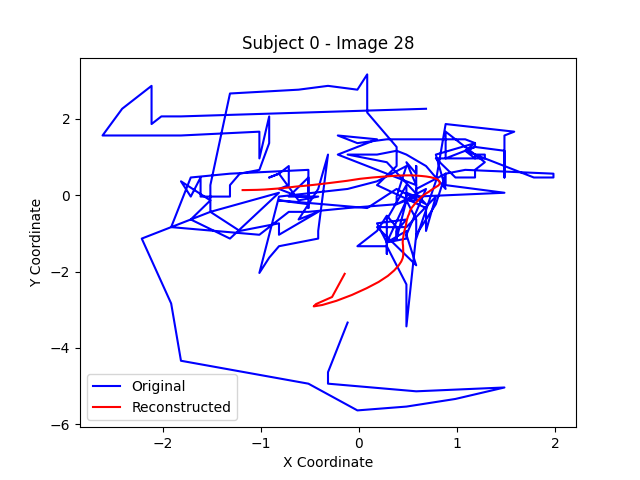 Subject 0 - Image 28
Y Coordinate
2
0
−2
−4
−6
−2
−1
0
1
2
X Coordinate
Original
Reconstructed